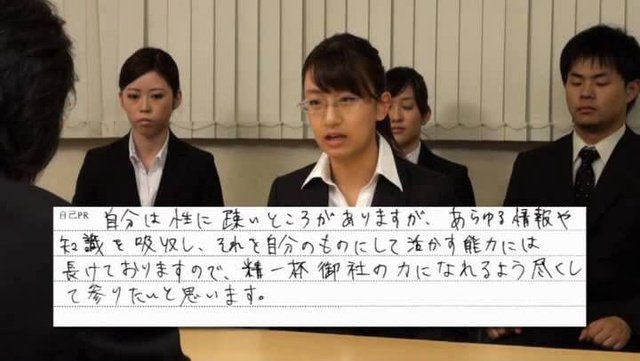 自己PR 自分は性に疎いところがありますが、あらゆる情報や
知識を吸収し、それを自分のものにして活かす能力には
長けておりますので、精一杯御社の力になれるよう尽くし
て参りたいと思います。